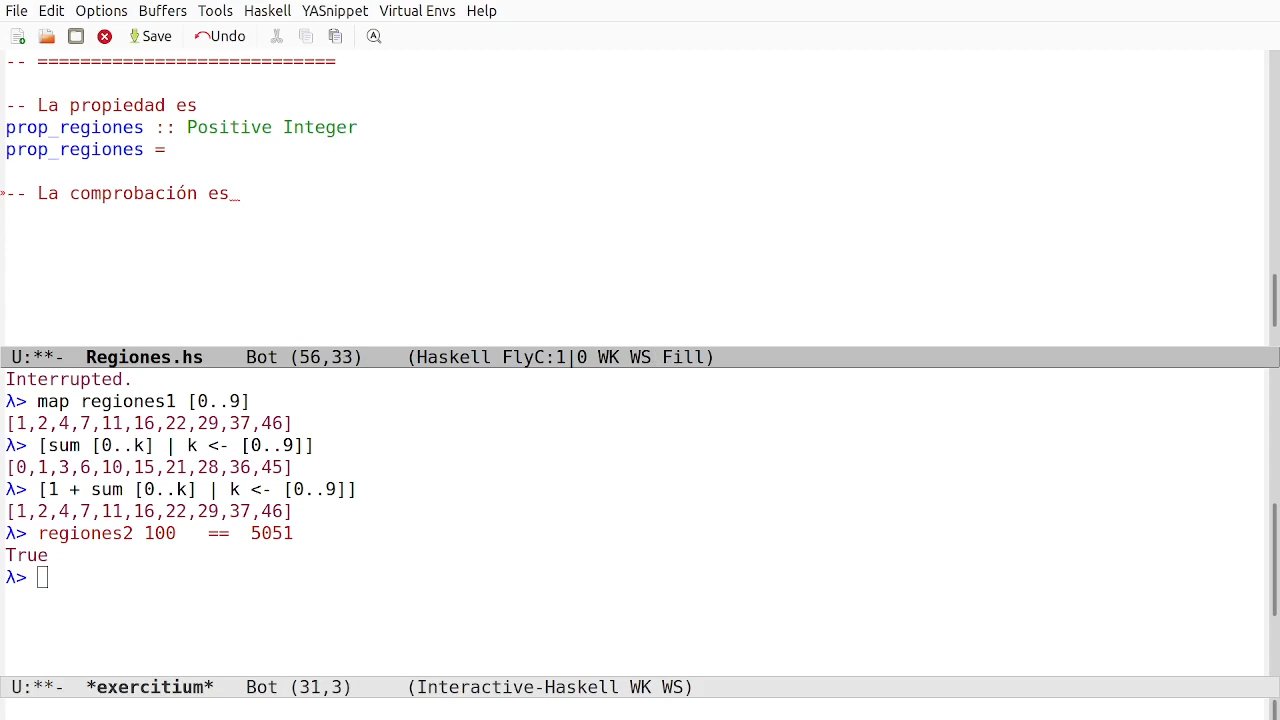 File Edit Options Buffers Tools Haskell YASnippet Virtual Envs Help
Save Undo
-- ============================
-- La propiedad es
prop_regiones :: Positive Integer
prop_regiones =
»-- La comprobación es
U:**-  Regiones.hs    Bot (56,33)    (Haskell FlyC:1|0 WK WS Fill)
Interrupted.
λ> map regiones1 [0..9]
[1,2,4,7,11,16,22,29,37,46]
λ> [sum [0..k] | k <- [0..9]]
[0,1,3,6,10,15,21,28,36,45]
λ> [1 + sum [0..k] | k <- [0..9]]
[1,2,4,7,11,16,22,29,37,46]
λ> regiones2 100   ==  5051
True
λ>
U:**-  *exercitium*   Bot (31,3)     (Interactive-Haskell WK WS)